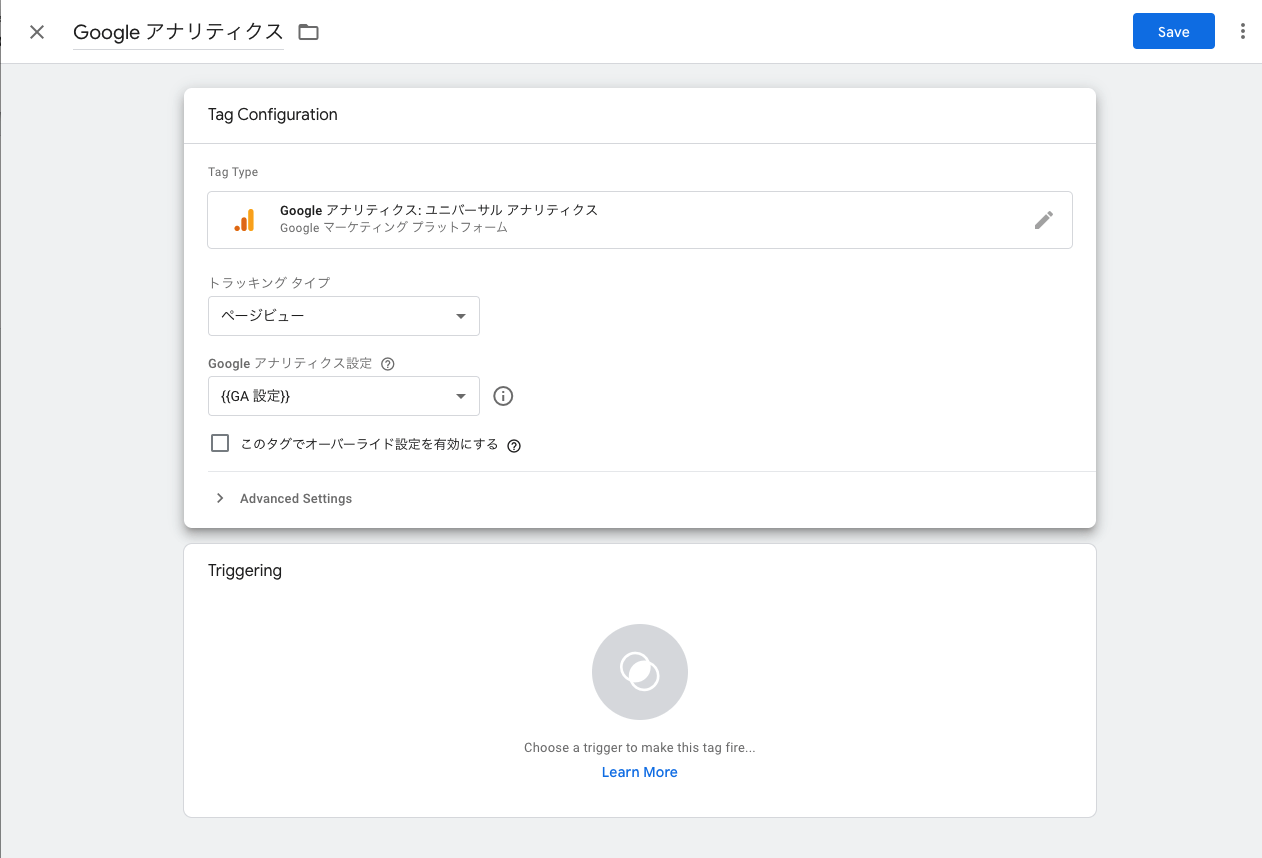 Google アナリティクス
Save
Tag Configuration
Tag Type
Google アナリティクス: ユニバーサル アナリティクス
Google マーケティング プラットフォーム
トラッキング タイプ
ページビュー
Google アナリティクス設定
{{GA 設定}}
このタグでオーバーライド設定を有効にする
Advanced Settings
Triggering
Choose a trigger to make this tag fire...
Learn More